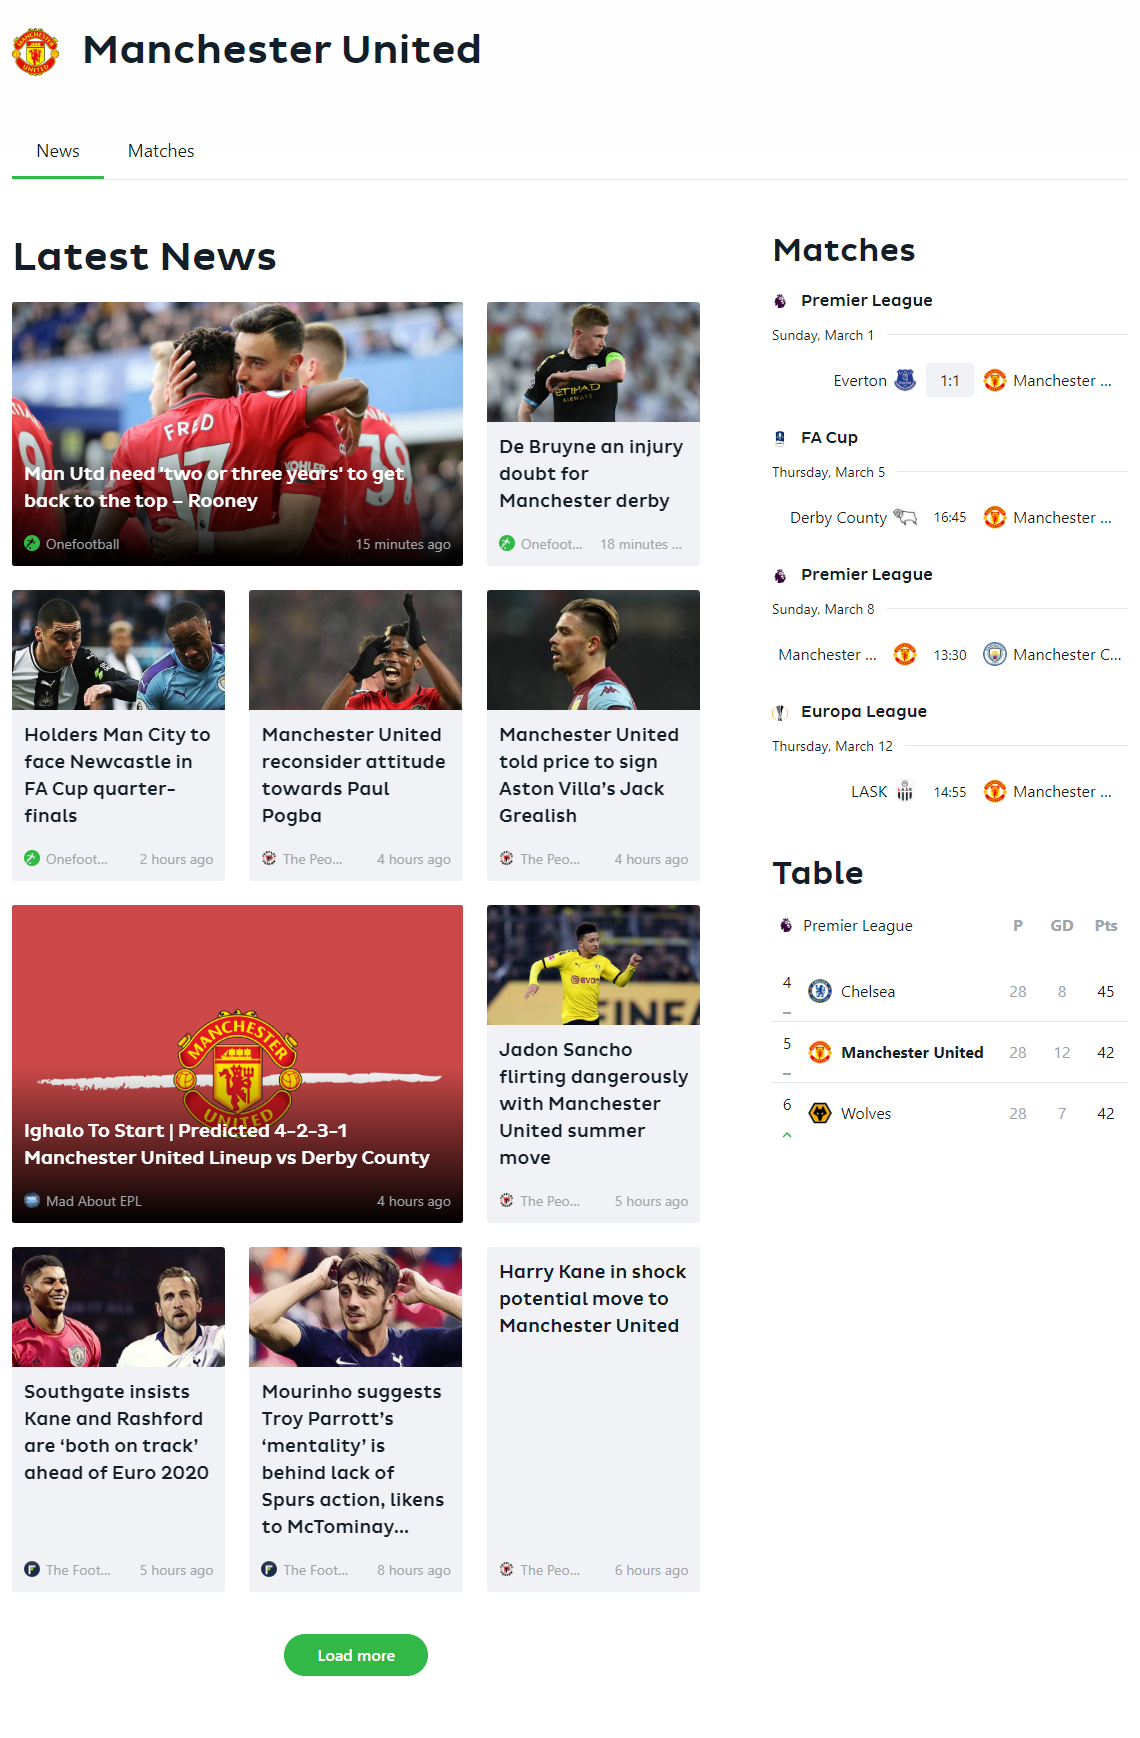 Manchester United
News
Matches
Latest News
FRED
17
Man Utd need 'two or three years' to get
back to the top – Rooney
Onefootball
15 minutes ago
ETIHAD
AIRWAYS
De Bruyne an injury
doubt for
Manchester derby
Onefoot...
18 minutes ...
Holders Man City to
face Newcastle in
FA Cup quarter-
finals
Onefoot...
2 hours ago
Manchester United
reconsider attitude
towards Paul
Pogba
The Peo...
4 hours ago
Manchester United
told price to sign
Aston Villa’s Jack
Grealish
The Peo...
4 hours ago
MANCHESTER
UNITED
Ighalo To Start | Predicted 4-2-3-1
Manchester United Lineup vs Derby County
Mad About EPL
4 hours ago
Jadon Sancho
flirting dangerously
with Manchester
United summer
move
The Peo...
5 hours ago
Southgate insists
Kane and Rashford
are ‘both on track’
ahead of Euro 2020
The Foot...
5 hours ago
Mourinho suggests
Troy Parrott’s
‘mentality’ is
behind lack of
Spurs action, likens
to McTominay...
The Foot...
8 hours ago
Harry Kane in shock
potential move to
Manchester United
The Peo...
6 hours ago
Load more
Matches
Premier League
Sunday, March 1
Everton 1:1 Manchester ...
FA Cup
Thursday, March 5
Derby County 16:45 Manchester ...
Premier League
Sunday, March 8
Manchester ... 13:30 Manchester C...
Europa League
Thursday, March 12
LASK 14:55 Manchester ...
Table
Premier League P GD Pts
4 Chelsea 28 8 45
5 Manchester United 28 12 42
6 Wolves 28 7 42